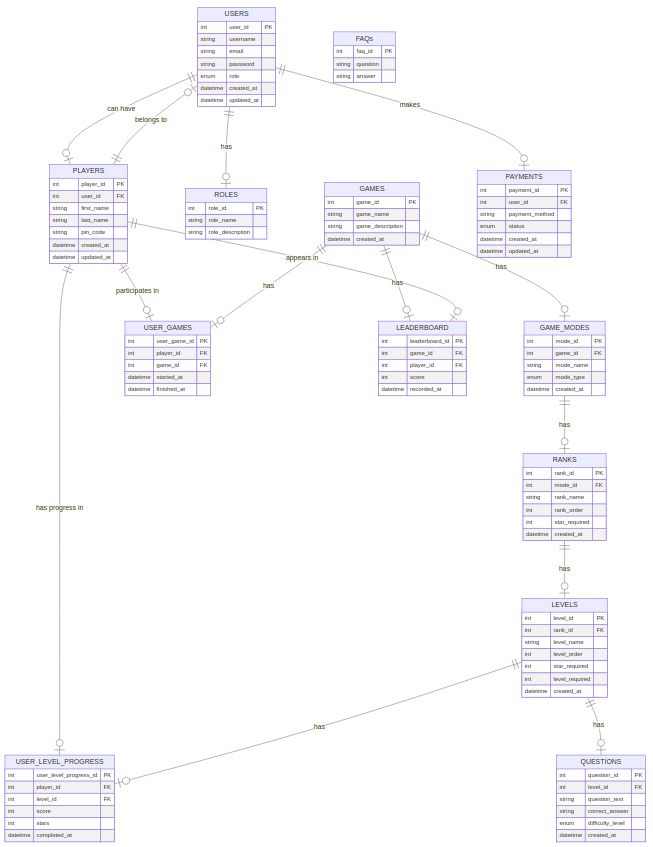 USERS
int user_id PK
string username
string email
string password
enum role
datetime created_at
datetime updated_at
FAQs
int faq_id PK
string question
string answer
can have
belongs to
has
makes
PLAYERS
int player_id PK
int user_id FK
string first_name
string last_name
string pin_code
datetime created_at
datetime updated_at
ROLES
int role_id PK
string role_name
string role_description
GAMES
int game_id PK
string game_name
string game_description
datetime created_at
PAYMENTS
int payment_id PK
int user_id FK
string payment_method
enum status
datetime created_at
datetime updated_at
appears in
participates in
has
has
has
USER_GAMES
int user_game_id PK
int player_id FK
int game_id FK
datetime started_at
datetime finished_at
LEADERBOARD
int leaderboard_id PK
int game_id FK
int player_id FK
int score
datetime recorded_at
GAME_MODES
int mode_id PK
int game_id FK
string mode_name
enum mode_type
datetime created_at
has
RANKS
int rank_id PK
int mode_id FK
string rank_name
int rank_order
int star_required
datetime created_at
has progress in
has
LEVELS
int level_id PK
int rank_id FK
string level_name
int level_order
int star_required
int level_required
datetime created_at
has
has
USER_LEVEL_PROGRESS
int user_level_progress_id PK
int player_id FK
int level_id FK
int score
int stars
datetime completed_at
QUESTIONS
int question_id PK
int level_id FK
string question_text
string correct_answer
enum difficulty_level
datetime created_at